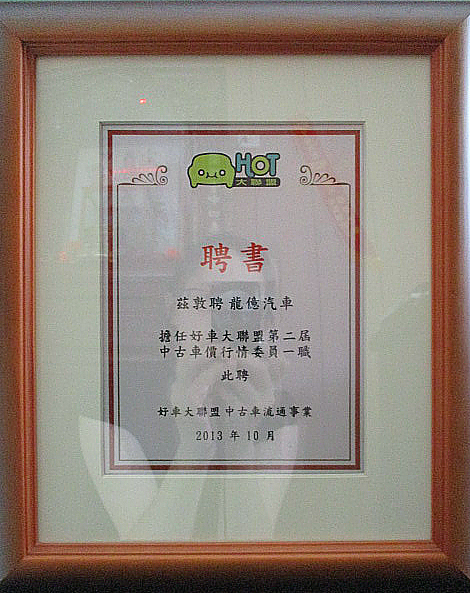 HOT
大聯盟
聘書
茲敦聘 龍億汽車
擔任好車大聯盟第二屆
中古車價行情委員一職
此聘
好車大聯盟 中古車流通事業
2013 年 10 月